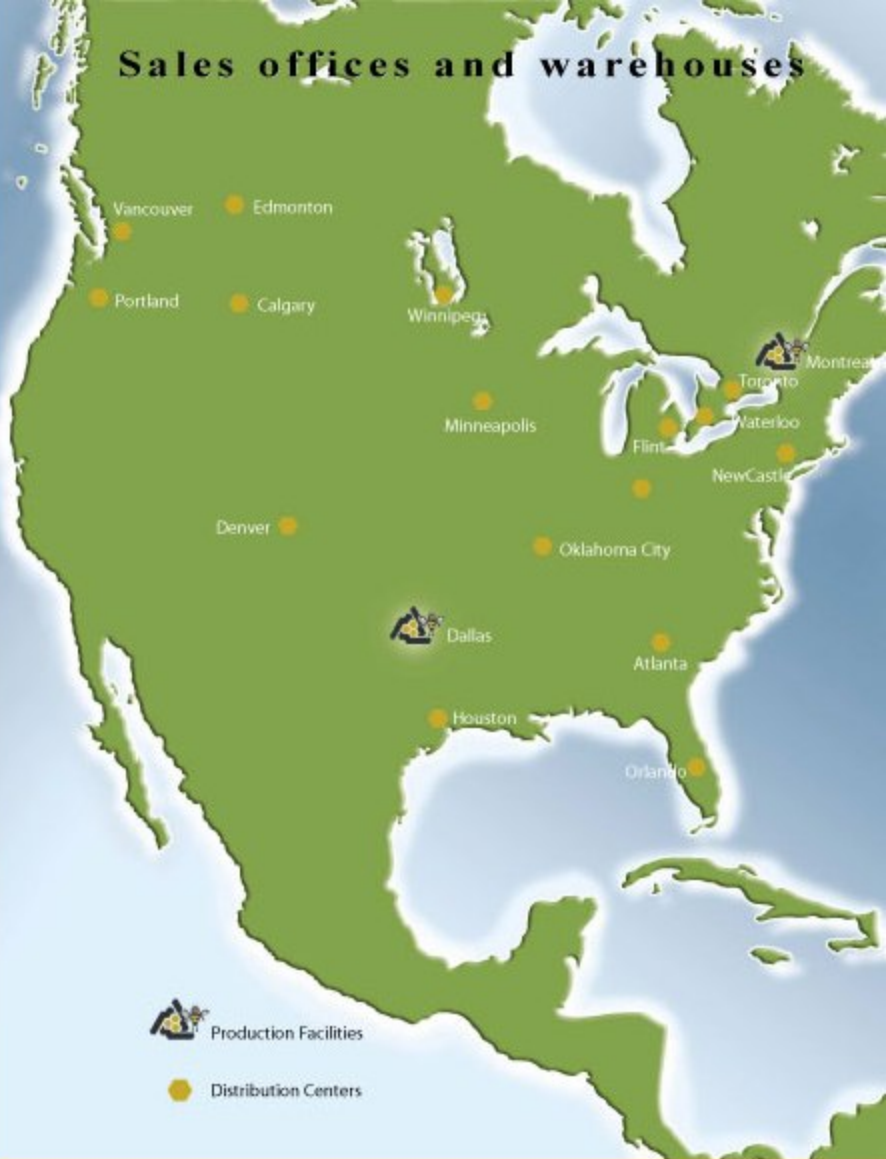 Sales offices and warehouses
Vancouver
Edmonton
Portland
Calgary
Winnipeg
Montreal
Toronto
Minneapolis
Waterloo
Flint
NewCastle
Denver
Oklahoma City
Dallas
Atlanta
Houston
Orlando
Production Facilities
Distribution Centers